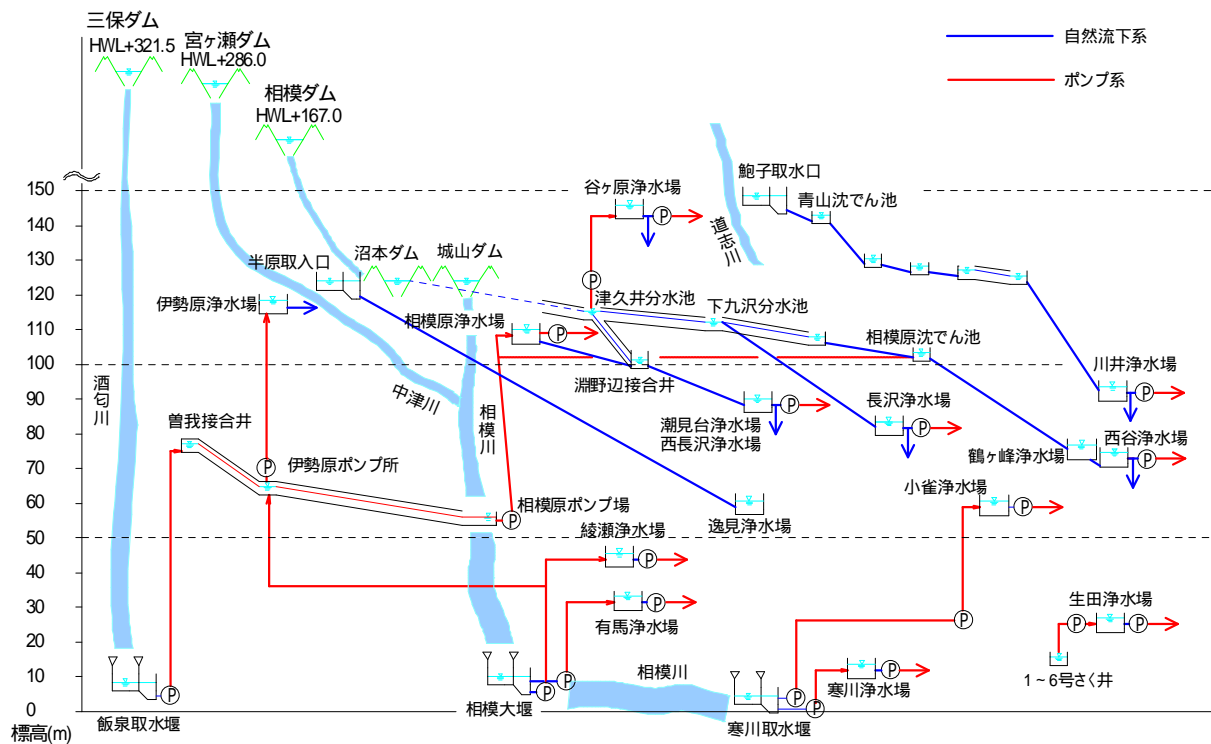 三保ダム
HWL+321.5
宮ヶ瀬ダム
HWL+286.0
相模ダム
HWL+167.0
自然流下系
ポンプ系
150
140
130
120
110
100
90
80
70
60
50
40
30
20
10
0
標高(m)
谷ヶ原浄水場
P
P
鮑子取水口
青山沈でん池
道志川
半原取入口
沼本ダム
城山ダム
伊勢原浄水場
津久井分水池
下九沢分水池
相模原浄水場
P
相模原沈でん池
淵野辺接合井
川井浄水場
P
酒匂川
中津川
相模川
潮見台浄水場
西長沢浄水場
P
長沢浄水場
P
曽我接合井
鶴ヶ峰浄水場
西谷浄水場
P
伊勢原ポンプ所
P
小雀浄水場
P
相模原ポンプ場
P
逸見浄水場
綾瀬浄水場
P
有馬浄水場
P
P
生田浄水場
P
P
1~6号さく井
相模川
寒川浄水場
P
飯泉取水堰
P
相模大堰
P
P
寒川取水堰
P
P